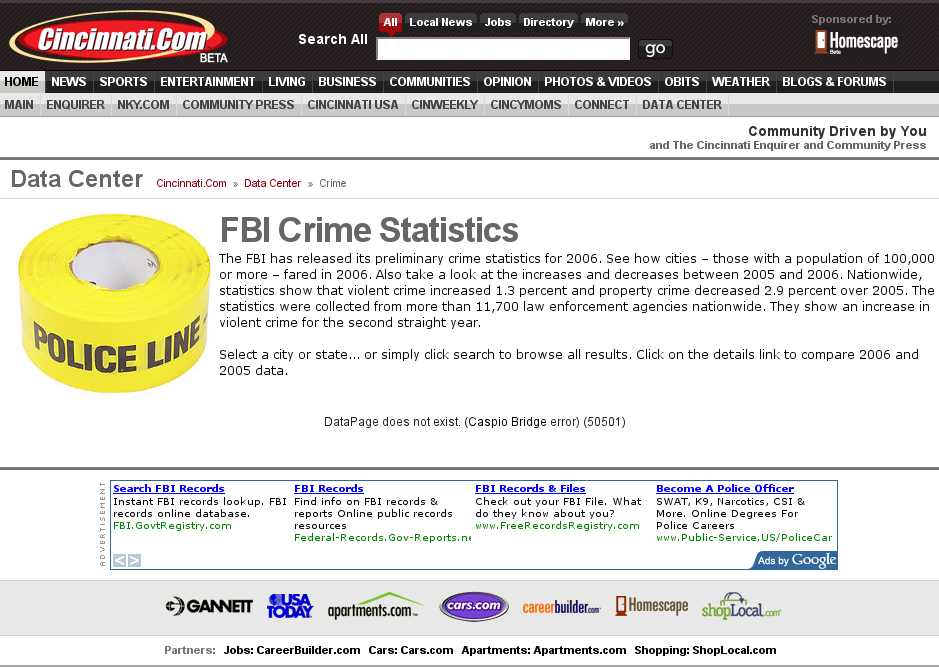 Cincinnati.Com
BETA
Search All
All Local News Jobs Directory More »
go
Sponsored by:
Homescape
Beta
HOME NEWS SPORTS ENTERTAINMENT LIVING BUSINESS COMMUNITIES OPINION PHOTOS & VIDEOS OBITS WEATHER BLOGS & FORUMS
MAIN ENQUIRER NKY.COM COMMUNITY PRESS CINCINNATI USA CINWEEKLY CINCYMOMS CONNECT DATA CENTER
Community Driven by You
and The Cincinnati Enquirer and Community Press
Data Center Cincinnati.Com » Data Center » Crime
POLICE LINE
FBI Crime Statistics
The FBI has released its preliminary crime statistics for 2006. See how cities – those with a population of 100,000
or more – fared in 2006. Also take a look at the increases and decreases between 2005 and 2006. Nationwide,
statistics show that violent crime increased 1.3 percent and property crime decreased 2.9 percent over 2005. The
statistics were collected from more than 11,700 law enforcement agencies nationwide. They show an increase in
violent crime for the second straight year.
Select a city or state... or simply click search to browse all results. Click on the details link to compare 2006 and
2005 data.
DataPage does not exist. (Caspio Bridge error) (50501)
ADVERTISEMENT
Search FBI Records
Instant FBI records lookup. FBI
records online database.
FBI.GovtRegistry.com
FBI Records
Find info on FBI records &
reports Online public records
resources
Federal-Records.Gov-Reports.ne
FBI Records & Files
Check out your FBI File. What
do they know about you?
www.FreeRecordsRegistry.com
Become A Police Officer
SWAT, K9, Narcotics, CSI &
More. Online Degrees For
Police Careers
www.Public-Service.US/PoliceCar
< >
Ads by Google
GANNETT USA TODAY apartments.com cars.com careerbuilder.com Homescape shopLocal.com
Partners: Jobs: CareerBuilder.com Cars: Cars.com Apartments: Apartments.com Shopping: ShopLocal.com